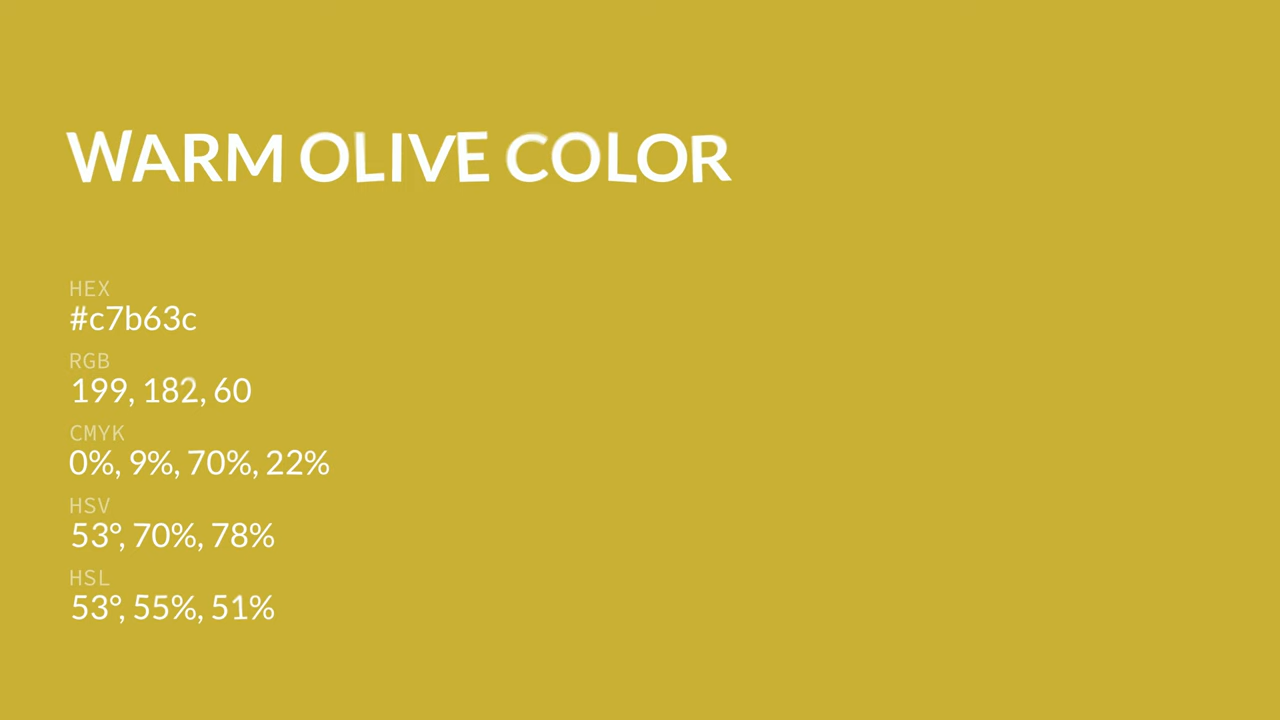 WARM OLIVE COLOR
HEX
#c7b63c
RGB
199, 182, 60
CMYK
0%, 9%, 70%, 22%
HSV
53°, 70%, 78%
HSL
53°, 55%, 51%